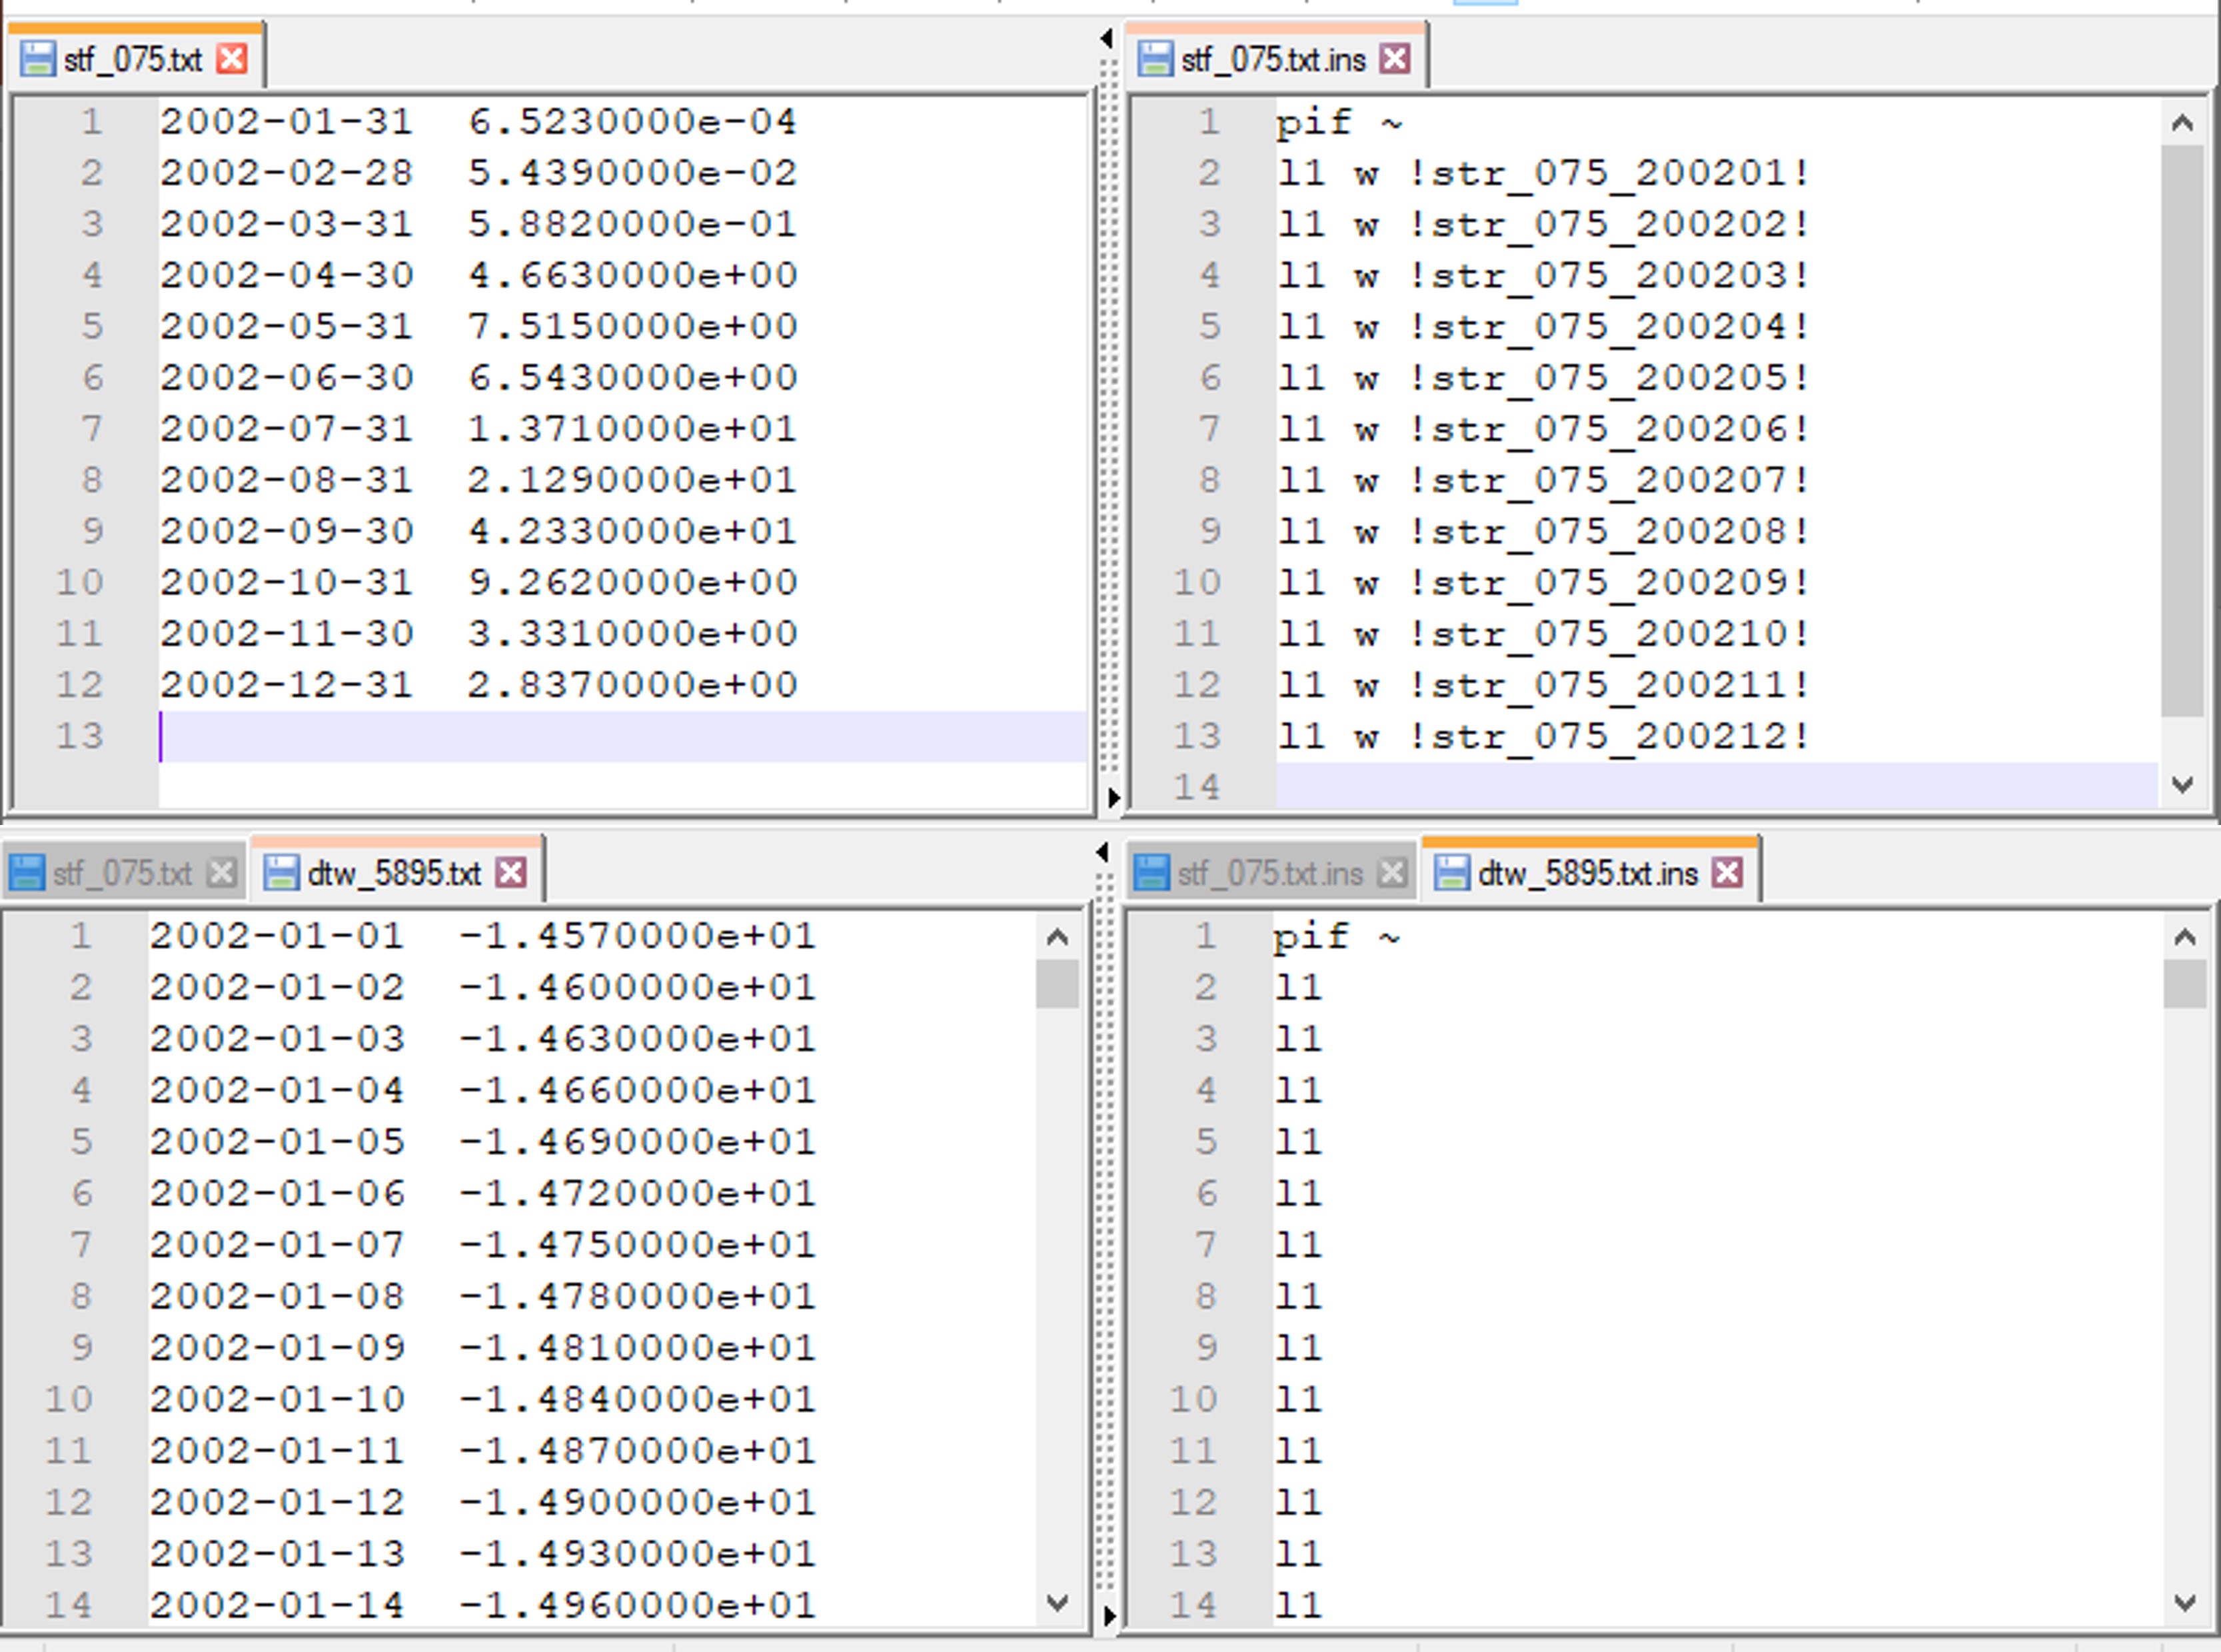 stf_075.txt
1 2002-01-31  6.5230000e-04
2 2002-02-28  5.4390000e-02
3 2002-03-31  5.8820000e-01
4 2002-04-30  4.6630000e+00
5 2002-05-31  7.5150000e+00
6 2002-06-30  6.5430000e+00
7 2002-07-31  1.3710000e+01
8 2002-08-31  2.1290000e+01
9 2002-09-30  4.2330000e+01
10 2002-10-31  9.2620000e+00
11 2002-11-30  3.3310000e+00
12 2002-12-31  2.8370000e+00
13
stf_075.txt.ins
1 pif ~
2 l1 w !str_075_200201!
3 l1 w !str_075_200202!
4 l1 w !str_075_200203!
5 l1 w !str_075_200204!
6 l1 w !str_075_200205!
7 l1 w !str_075_200206!
8 l1 w !str_075_200207!
9 l1 w !str_075_200208!
10 l1 w !str_075_200209!
11 l1 w !str_075_200210!
12 l1 w !str_075_200211!
13 l1 w !str_075_200212!
14
stf_075.txt dtw_5895.txt
1 2002-01-01  -1.4570000e+01
2 2002-01-02  -1.4600000e+01
3 2002-01-03  -1.4630000e+01
4 2002-01-04  -1.4660000e+01
5 2002-01-05  -1.4690000e+01
6 2002-01-06  -1.4720000e+01
7 2002-01-07  -1.4750000e+01
8 2002-01-08  -1.4780000e+01
9 2002-01-09  -1.4810000e+01
10 2002-01-10  -1.4840000e+01
11 2002-01-11  -1.4870000e+01
12 2002-01-12  -1.4900000e+01
13 2002-01-13  -1.4930000e+01
14 2002-01-14  -1.4960000e+01
stf_075.txt.ins dtw_5895.txt.ins
1 pif ~
2 l1
3 l1
4 l1
5 l1
6 l1
7 l1
8 l1
9 l1
10 l1
11 l1
12 l1
13 l1
14 l1